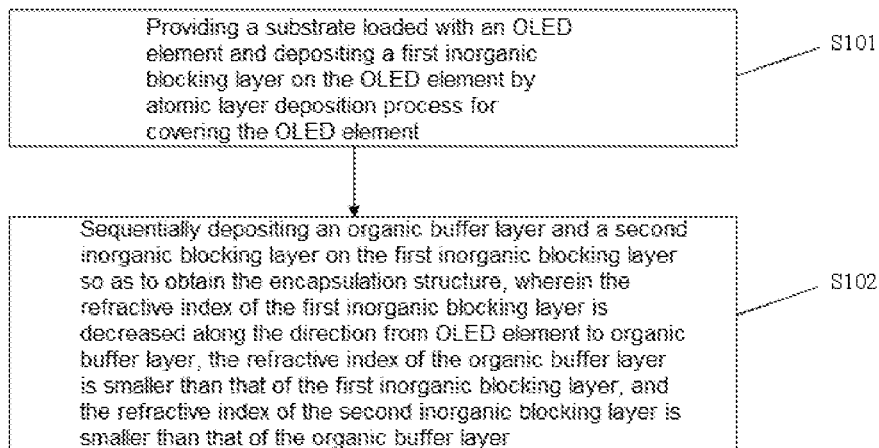 Providing a substrate loaded with an OLED
element and depositing a first inorganic
blocking layer on the OLED element by
atomic layer deposition process for
covering the OLED element
S101
Sequentially depositing an organic buffer layer and a second
inorganic blocking layer on the first inorganic blocking layer
so as to obtain the encapsulation structure, wherein the
refractive index of the first inorganic blocking layer is
decreased along the direction from OLED element to organic
buffer layer, the refractive index of the organic buffer layer
is smaller than that of the first inorganic blocking layer, and
the refractive index of the second inorganic blocking layer is
smaller than that of the organic buffer layer
S102